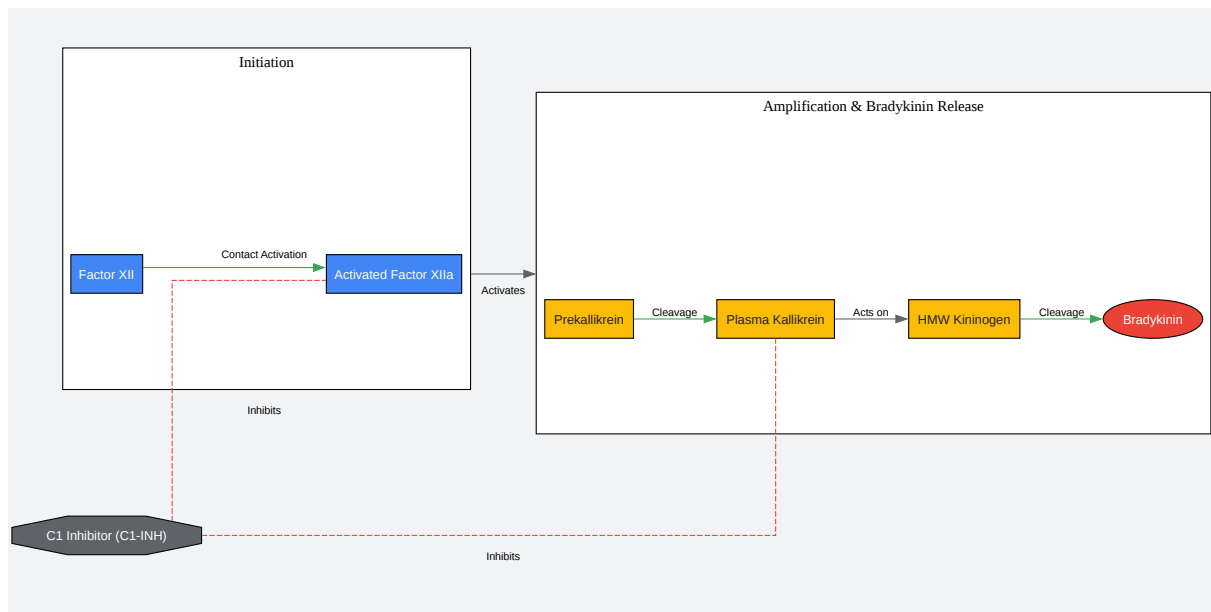 Initiation
Amplification & Bradykinin Release
Factor XII
Contact Activation
Activated Factor XIIa
Activates
Prekallikrein
Cleavage
Plasma Kallikrein
Acts on
HMW Kininogen
Cleavage
Bradykinin
Inhibits
C1 Inhibitor (C1-INH)
Inhibits